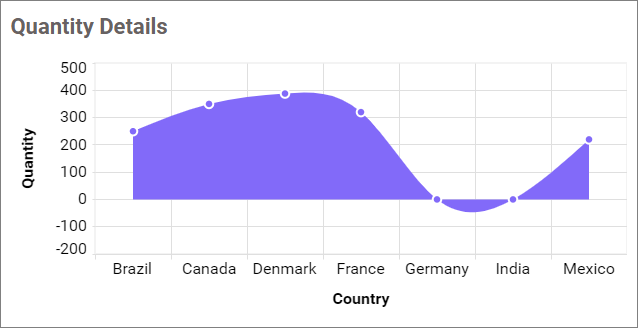 Quantity Details
500
400
300
200
100
0
-100
-200
Quantity
Brazil Canada Denmark France Germany India Mexico
Country